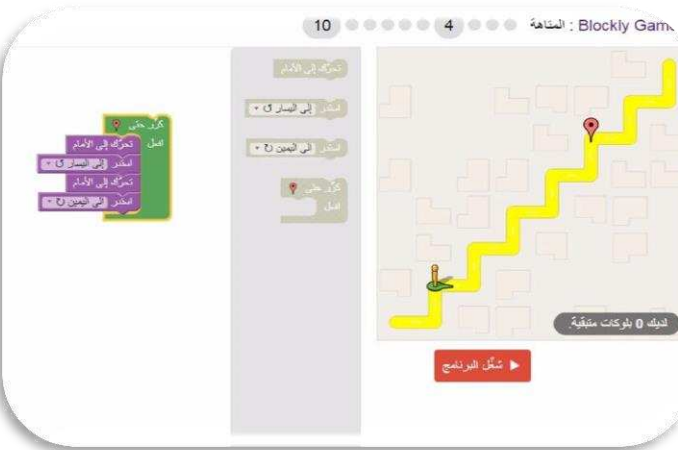 Blockly Gam : المتاهة 4 10
تحرّك إلى الأمام
استدر إلى اليسار ↺
استدر إلى اليمين ↻
كرّر حتى
افعل
كرّر حتى
افعل تحرّك إلى الأمام
استدر إلى اليسار ↺
تحرّك إلى الأمام
استدر إلى اليمين ↻
لديك 0 بلوكات متبقية.
شغّل البرنامج